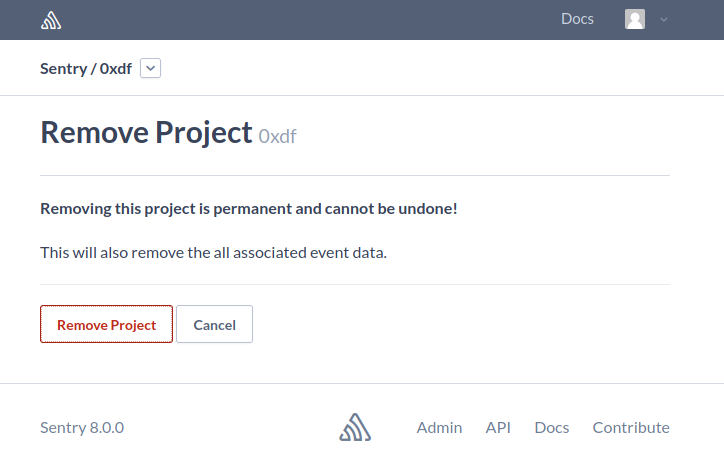 Docs
Sentry / 0xdf
Remove Project 0xdf
Removing this project is permanent and cannot be undone!
This will also remove the all associated event data.
Remove Project Cancel
Sentry 8.0.0 Admin API Docs Contribute